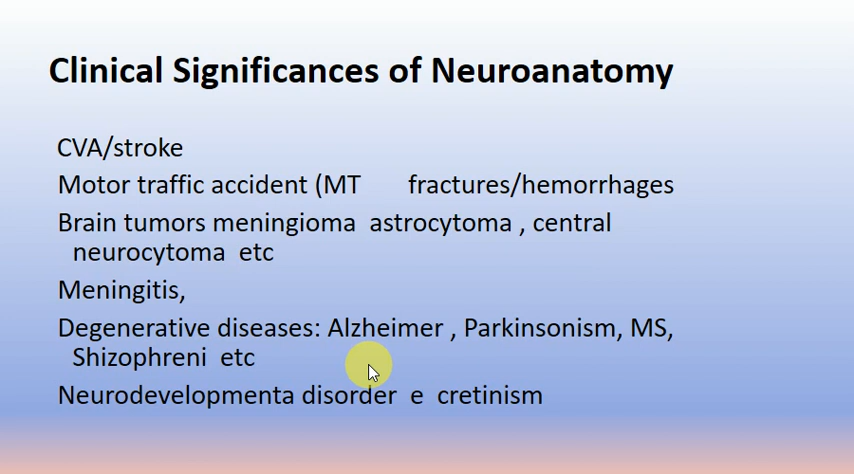 Clinical Significances of Neuroanatomy
CVA/stroke
Motor traffic accident (MT fractures/hemorrhages
Brain tumors meningioma astrocytoma , central
neurocytoma etc
Meningitis,
Degenerative diseases: Alzheimer , Parkinsonism, MS,
Shizophreni etc
Neurodevelopmenta disorder e cretinism